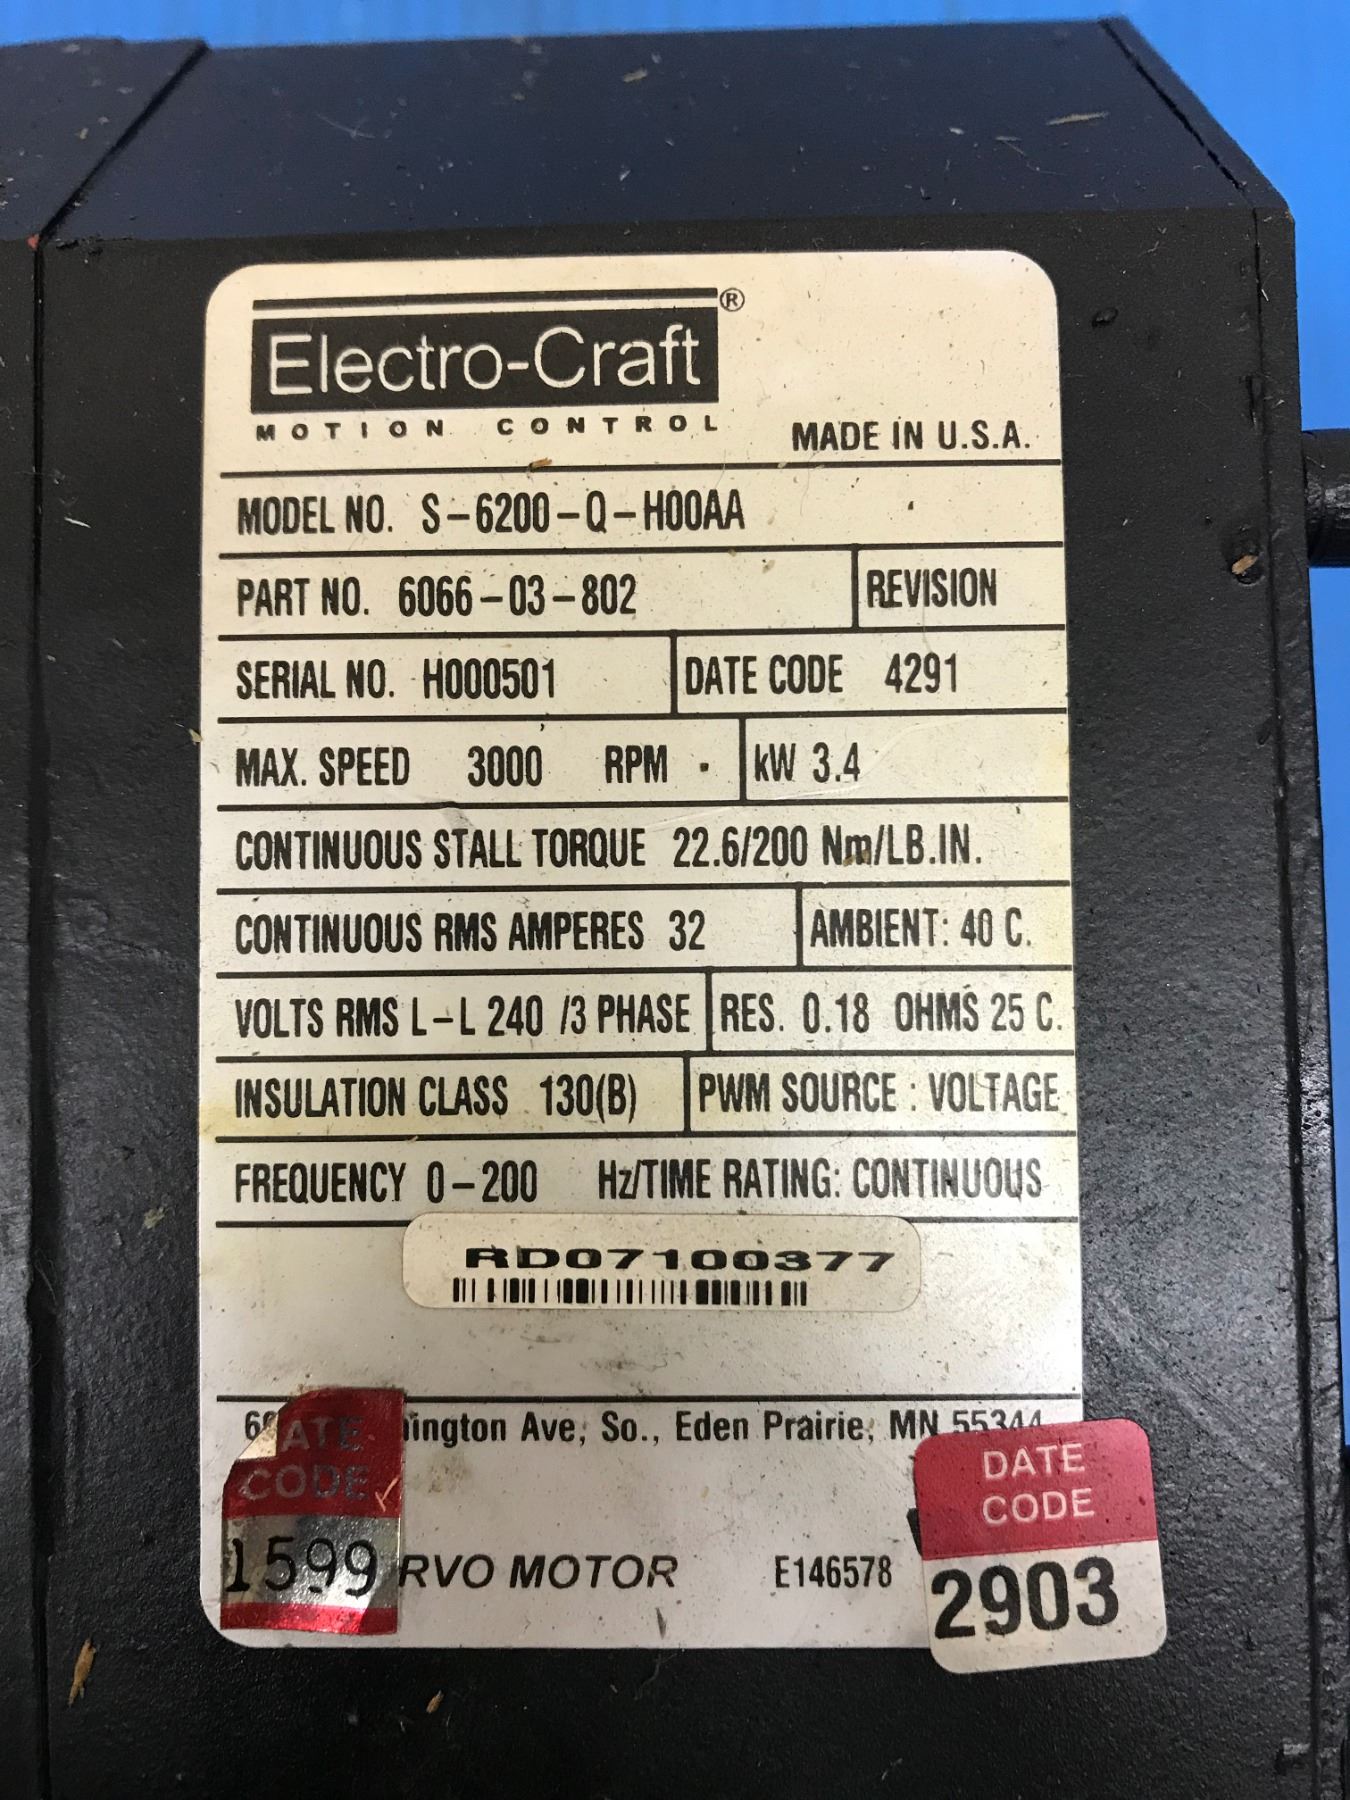 Electro-Craft®
MOTION CONTROL
MADE IN U.S.A.
MODEL NO. S-6200-Q-H00AA
PART NO. 6066-03-802 REVISION
SERIAL NO. H000501 DATE CODE 4291
MAX. SPEED 3000 RPM kW 3.4
CONTINUOUS STALL TORQUE 22.6/200 Nm/LB.IN.
CONTINUOUS RMS AMPERES 32 AMBIENT: 40 C.
VOLTS RMS L-L 240 /3 PHASE RES. 0.18 OHMS 25 C.
INSULATION CLASS 130(B) PWM SOURCE : VOLTAGE
FREQUENCY 0-200 Hz/TIME RATING: CONTINUOUS
RD07100377
Ave, So., Eden Prairie, MN 55344
CODE
1599
RVO MOTOR E146578
DATE
CODE
2903